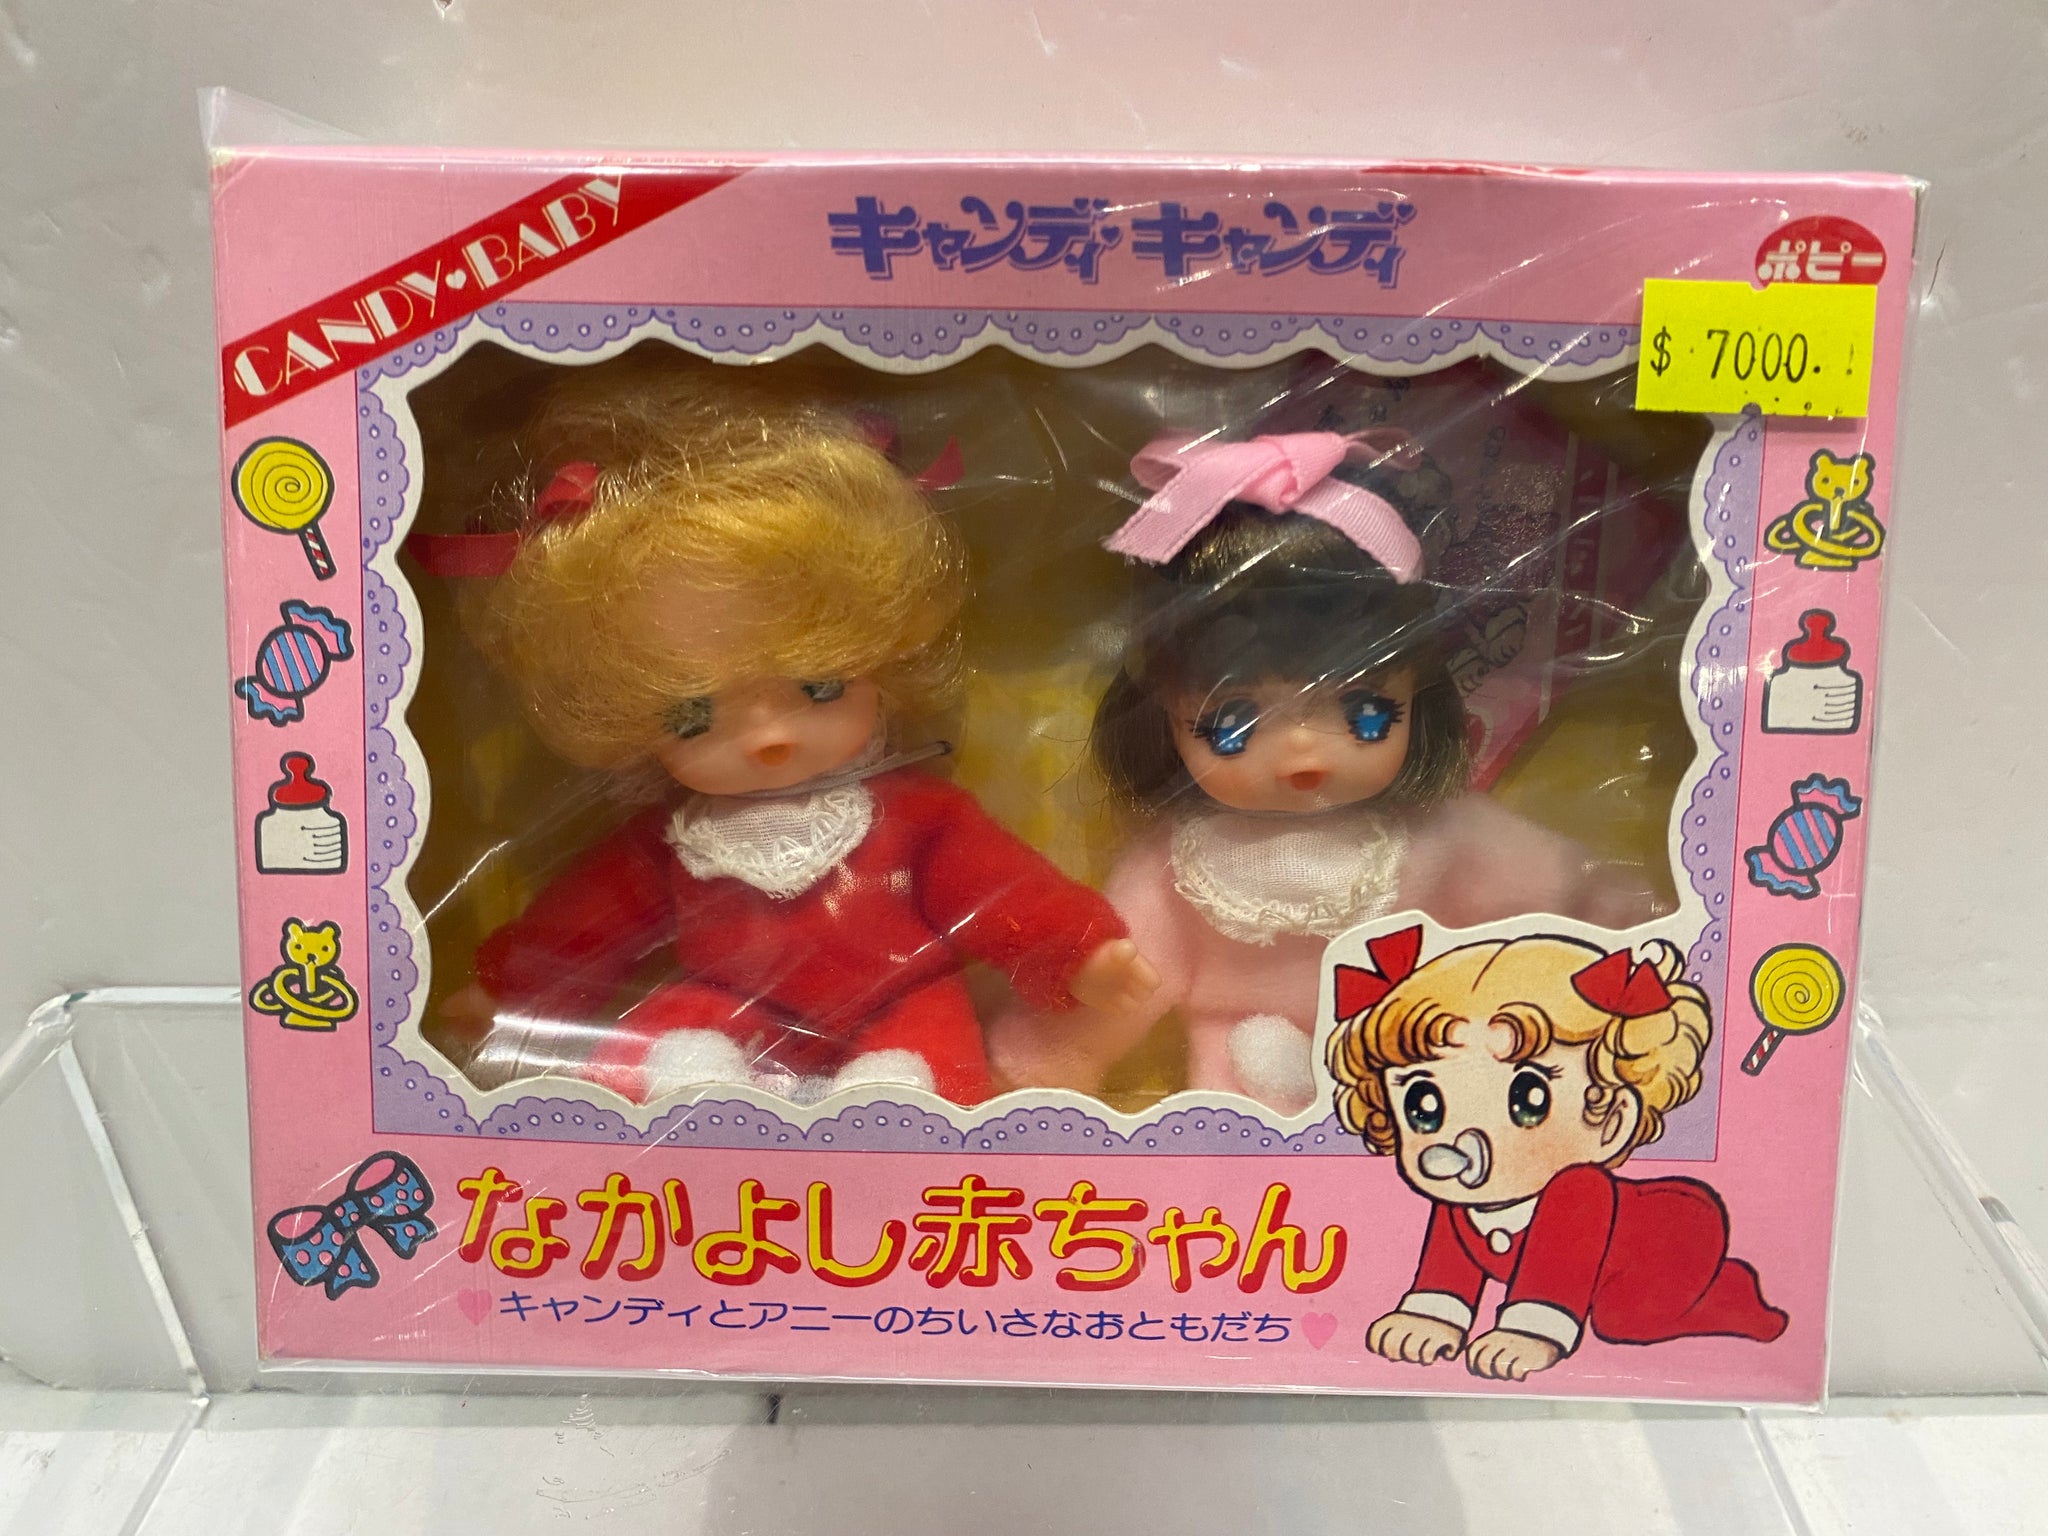 CANDY♥BABY
キャンディ♥キャンディ
ポピー
$ 7000.
なかよし赤ちゃん
キャンディとアニーのちいさなおともだち